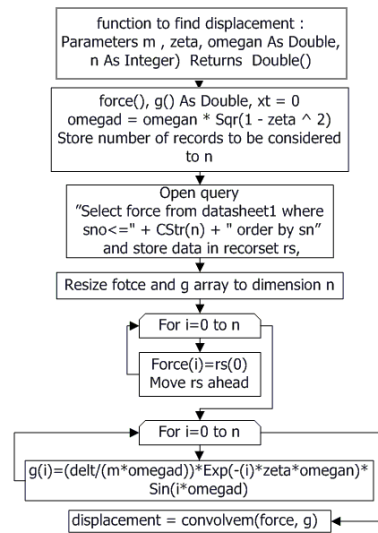 function to find displacement :
Parameters m , zeta, omegan As Double,
n As Integer) Returns Double()
force(), g() As Double, xt = 0
omegad = omegan * Sqr(1 - zeta ^ 2)
Store number of records to be considered
to n
Open query
"Select force from datasheet1 where
sno<=" + CStr(n) + " order by sn"
and store data in recorset rs,
Resize fotce and g array to dimension n
For i=0 to n
Force(i)=rs(0)
Move rs ahead
For i=0 to n
g(i)=(delt/(m*omegad))*Exp(-(i)*zeta*omegan)*
Sin(i*omegad)
displacement = convolvem(force, g)